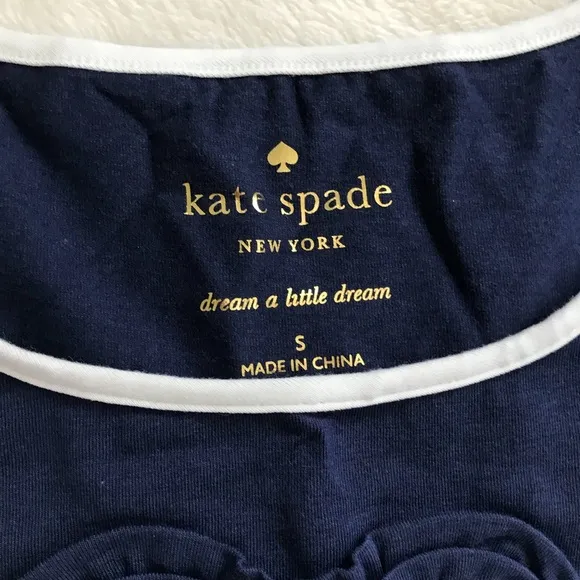 kate spade
NEW YORK
dream a little dream
S
MADE IN CHINA